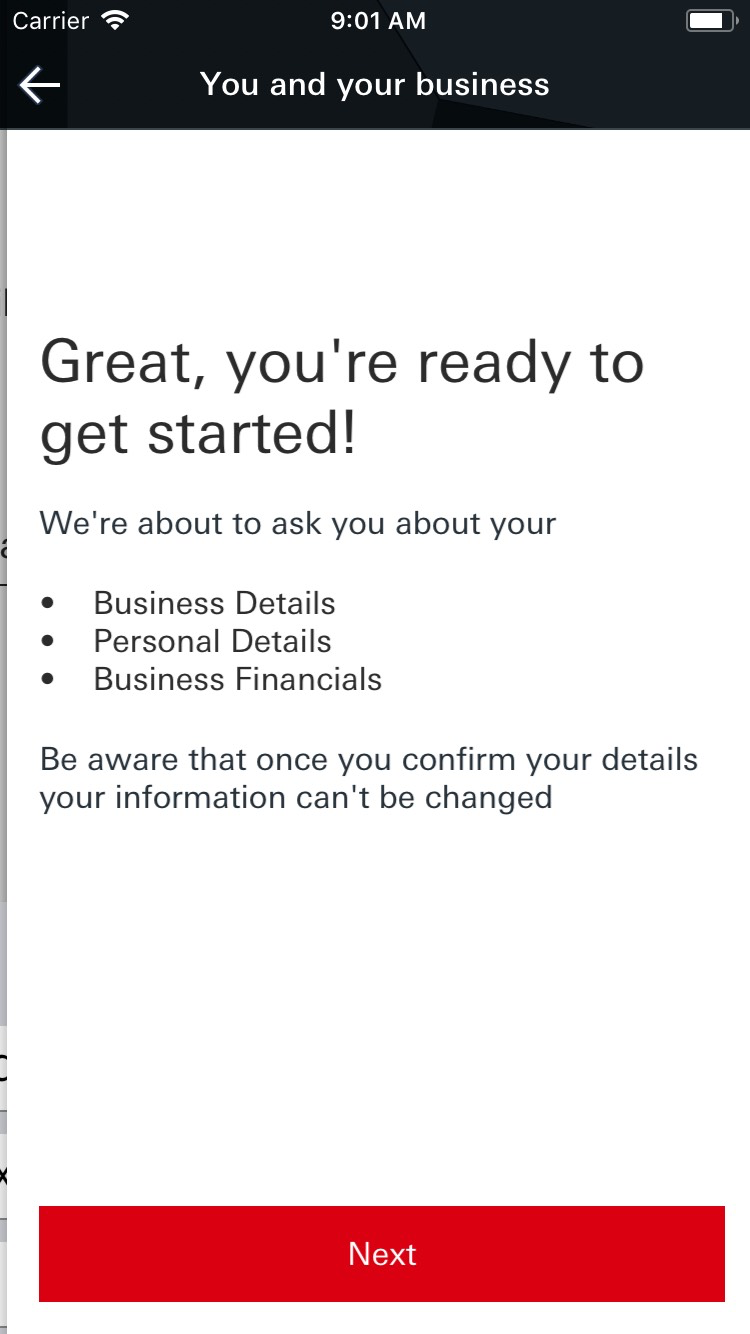 Carrier 9:01 AM
You and your business
Great, you're ready to
get started!
We're about to ask you about your
• Business Details
• Personal Details
• Business Financials
Be aware that once you confirm your details
your information can't be changed
Next